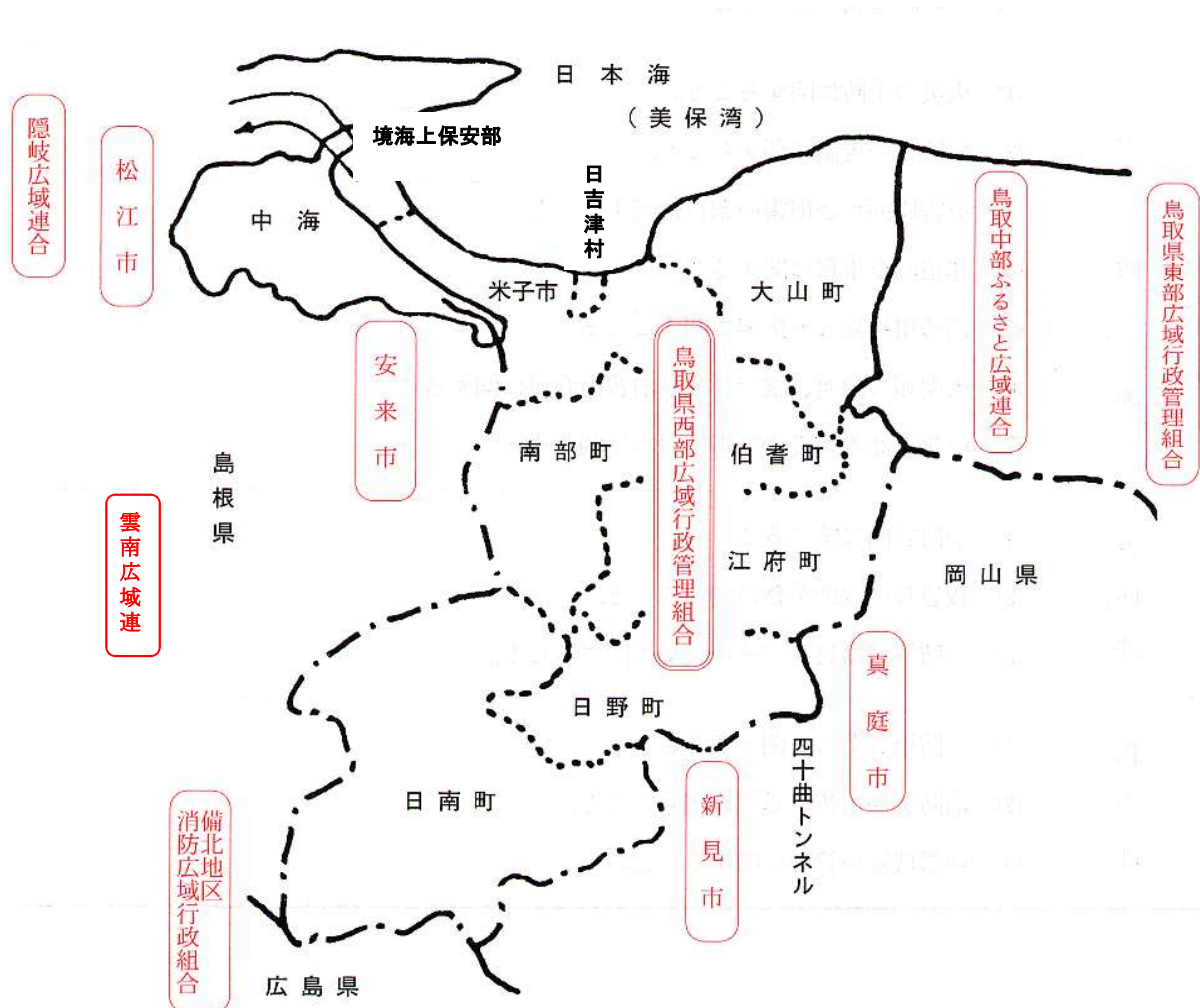 日本海
(美保湾)
境海上保安部
隠岐広域連合
松江市
中海
日吉津村
米子市
大山町
鳥取中部ふるさと広域連合
鳥取県東部広域行政管理組合
安来市
鳥取県西部広域行政管理組合
南部町
伯耆町
島根県
雲南広域連
江府町
岡山県
真庭市
日野町
四十曲トンネル
新見市
日南町
備北地区
消防広域行政組合
広島県